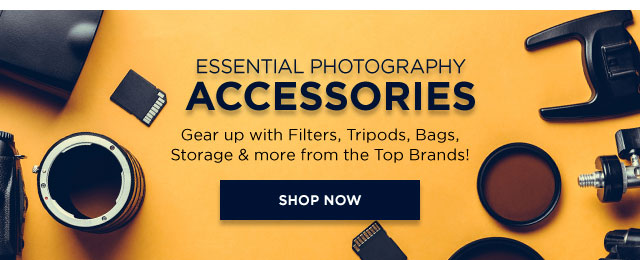 ESSENTIAL PHOTOGRAPHY
ACCESSORIES
Gear up with Filters, Tripods, Bags,
Storage & more from the Top Brands!
SHOP NOW